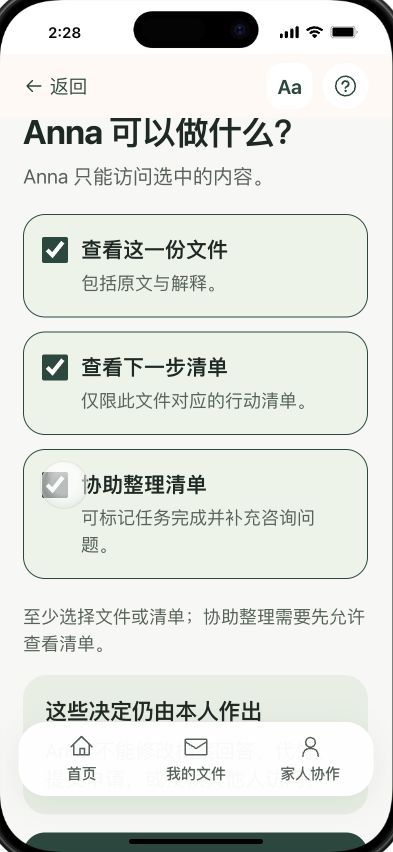 2:28
返回
Aa
Anna 可以做什么?
Anna 只能访问选中的内容。
查看这一份文件
包括原文与解释。
查看下一步清单
仅限此文件对应的行动清单。
协助整理清单
可标记任务完成并补充咨询问
题。
至少选择文件或清单；协助整理需要先允许
查看清单。
这些决定仍由本人作出
首页
我的文件
家人协作